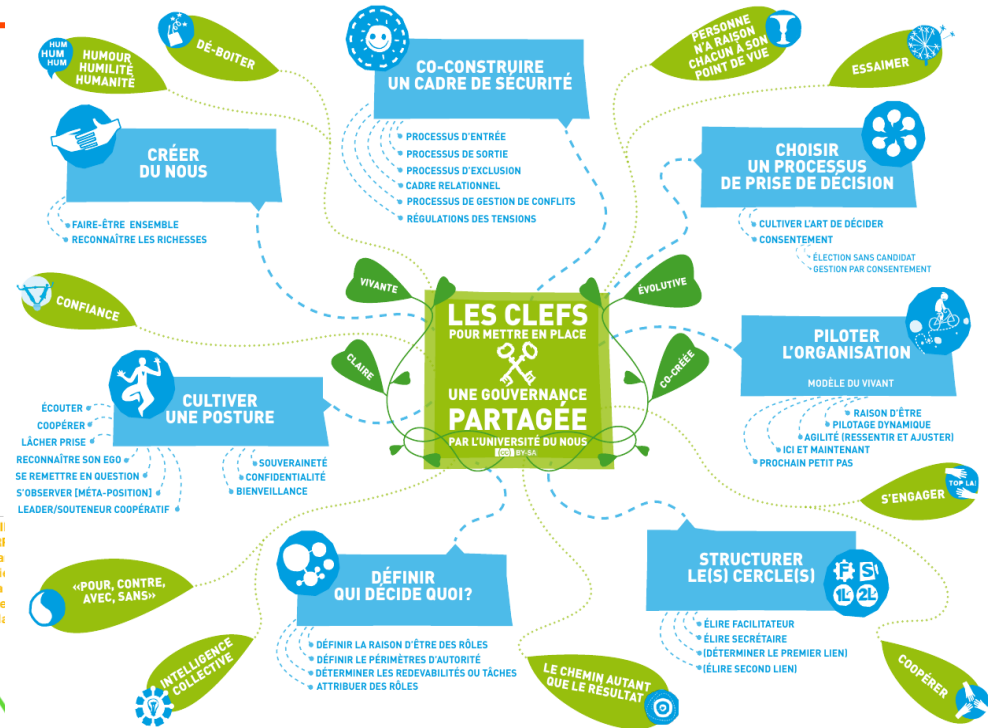 HUM
HUM
HUM
HUMOUR
HUMILITÉ
HUMANITÉ
DÉ-BOITER
CO-CONSTRUIRE
UN CADRE DE SÉCURITÉ
PROCESSUS D'ENTRÉE
PROCESSUS DE SORTIE
PROCESSUS D'EXCLUSION
CADRE RELATIONNEL
PROCESSUS DE GESTION DE CONFLITS
RÉGULATIONS DES TENSIONS
PERSONNE
N'A RAISON
CHACUN À SON
POINT DE VUE
ESSAIMER
CRÉER
DU NOUS
FAIRE-ÊTRE ENSEMBLE
RECONNAÎTRE LES RICHESSES
CHOISIR
UN PROCESSUS
DE PRISE DE DÉCISION
CULTIVER L'ART DE DÉCIDER
CONSENTEMENT
ÉLECTION SANS CANDIDAT
GESTION PAR CONSENTEMENT
CONFIANCE
VIVANTE
CLAIRE
ÉVOLUTIVE
CO-CRÉÉE
LES CLEFS
POUR METTRE EN PLACE
UNE GOUVERNANCE
PARTAGÉE
PAR L'UNIVERSITÉ DU NOUS
(cc) BY-SA
PILOTER
L'ORGANISATION
MODÈLE DU VIVANT
RAISON D'ÊTRE
PILOTAGE DYNAMIQUE
AGILITÉ (RESSENTIR ET AJUSTER)
ICI ET MAINTENANT
PROCHAIN PETIT PAS
CULTIVER
UNE POSTURE
ÉCOUTER
COOPÉRER
LÂCHER PRISE
RECONNAÎTRE SON EGO
SE REMETTRE EN QUESTION
S'OBSERVER [MÉTA-POSITION]
LEADER/SOUTENEUR COOPÉRATIF
SOUVERAINETÉ
CONFIDENTIALITÉ
BIENVEILLANCE
S'ENGAGER
TOP LA!
«POUR, CONTRE,
AVEC, SANS»
DÉFINIR
QUI DÉCIDE QUOI?
DÉFINIR LA RAISON D'ÊTRE DES RÔLES
DÉFINIR LE PÉRIMÈTRES D'AUTORITÉ
DÉTERMINER LES REDEVABILITÉS OU TÂCHES
ATTRIBUER DES RÔLES
STRUCTURER
LE(S) CERCLE(S)
F S
1L 2L
ÉLIRE FACILITATEUR
ÉLIRE SECRÉTAIRE
(DÉTERMINER LE PREMIER LIEN)
(ÉLIRE SECOND LIEN)
INTELLIGENCE
COLLECTIVE
LE CHEMIN AUTANT
QUE LE RÉSULTAT
COOPÉRER